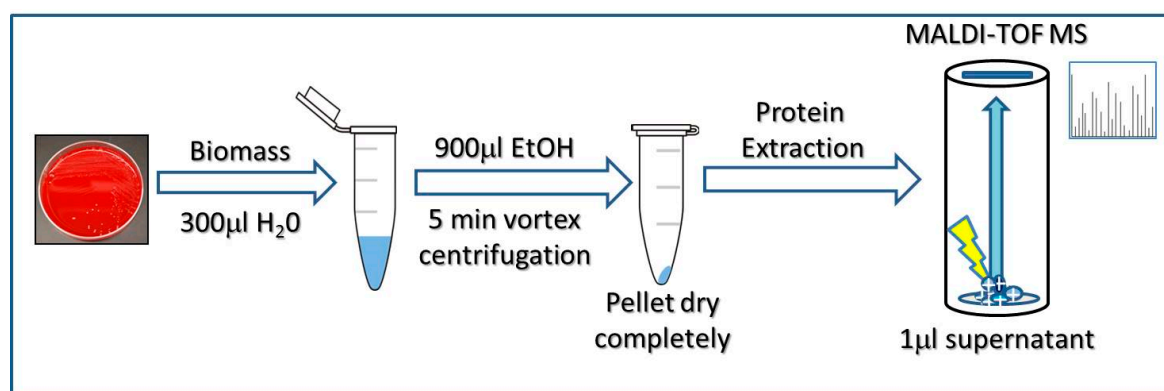 MALDI-TOF MS
Biomass
300µl H₂0
900µl EtOH
5 min vortex
centrifugation
Pellet dry
completely
Protein
Extraction
1µl supernatant